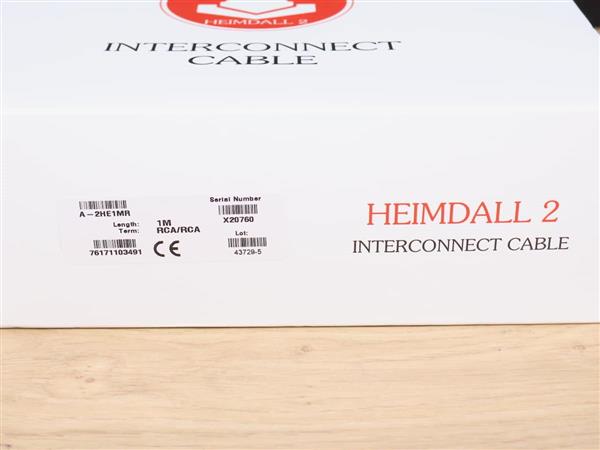 HEIMDALL 2
INTERCONNECT
CABLE
A-2HE1MR
Length: 1M
Term: RCA/RCA
76171103491
CE
Serial Number
X20760
Lot:
43729-5
HEIMDALL 2
INTERCONNECT CABLE